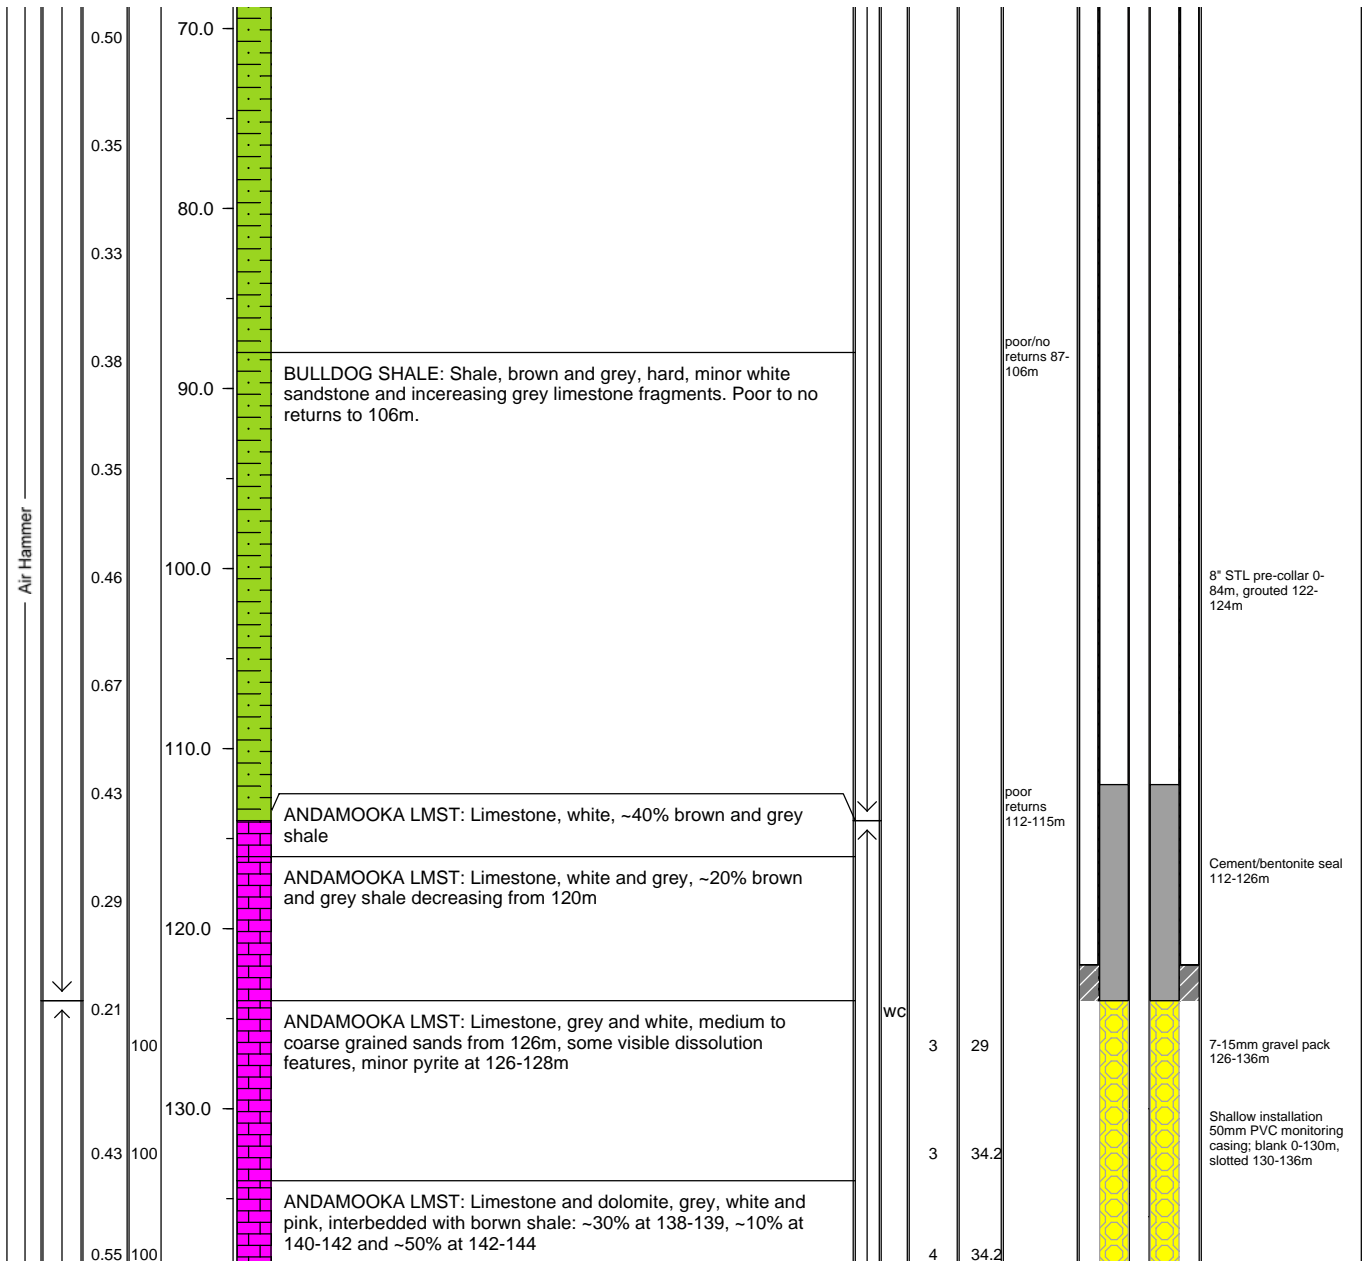 0.50
70.0
0.35
80.0
0.33
0.38
poor/no
returns 87-
106m
BULLDOG SHALE: Shale, brown and grey, hard, minor white
sandstone and incereasing grey limestone fragments. Poor to no
returns to 106m.
90.0
0.35
Air Hammer
100.0
0.46
8" STL pre-collar 0-
84m, grouted 122-
124m
0.67
110.0
0.43
poor
returns
112-115m
ANDAMOOKA LMST: Limestone, white, ~40% brown and grey
shale
Cement/bentonite seal
112-126m
ANDAMOOKA LMST: Limestone, white and grey, ~20% brown
and grey shale decreasing from 120m
0.29
120.0
0.21
wc
ANDAMOOKA LMST: Limestone, grey and white, medium to
coarse grained sands from 126m, some visible dissolution
features, minor pyrite at 126-128m
100
3
29
7-15mm gravel pack
126-136m
130.0
Shallow installation
50mm PVC monitoring
casing; blank 0-130m,
slotted 130-136m
0.43
100
3
34.2
ANDAMOOKA LMST: Limestone and dolomite, grey, white and
pink, interbedded with borwn shale: ~30% at 138-139, ~10% at
140-142 and ~50% at 142-144
0.55
100
4
34.2